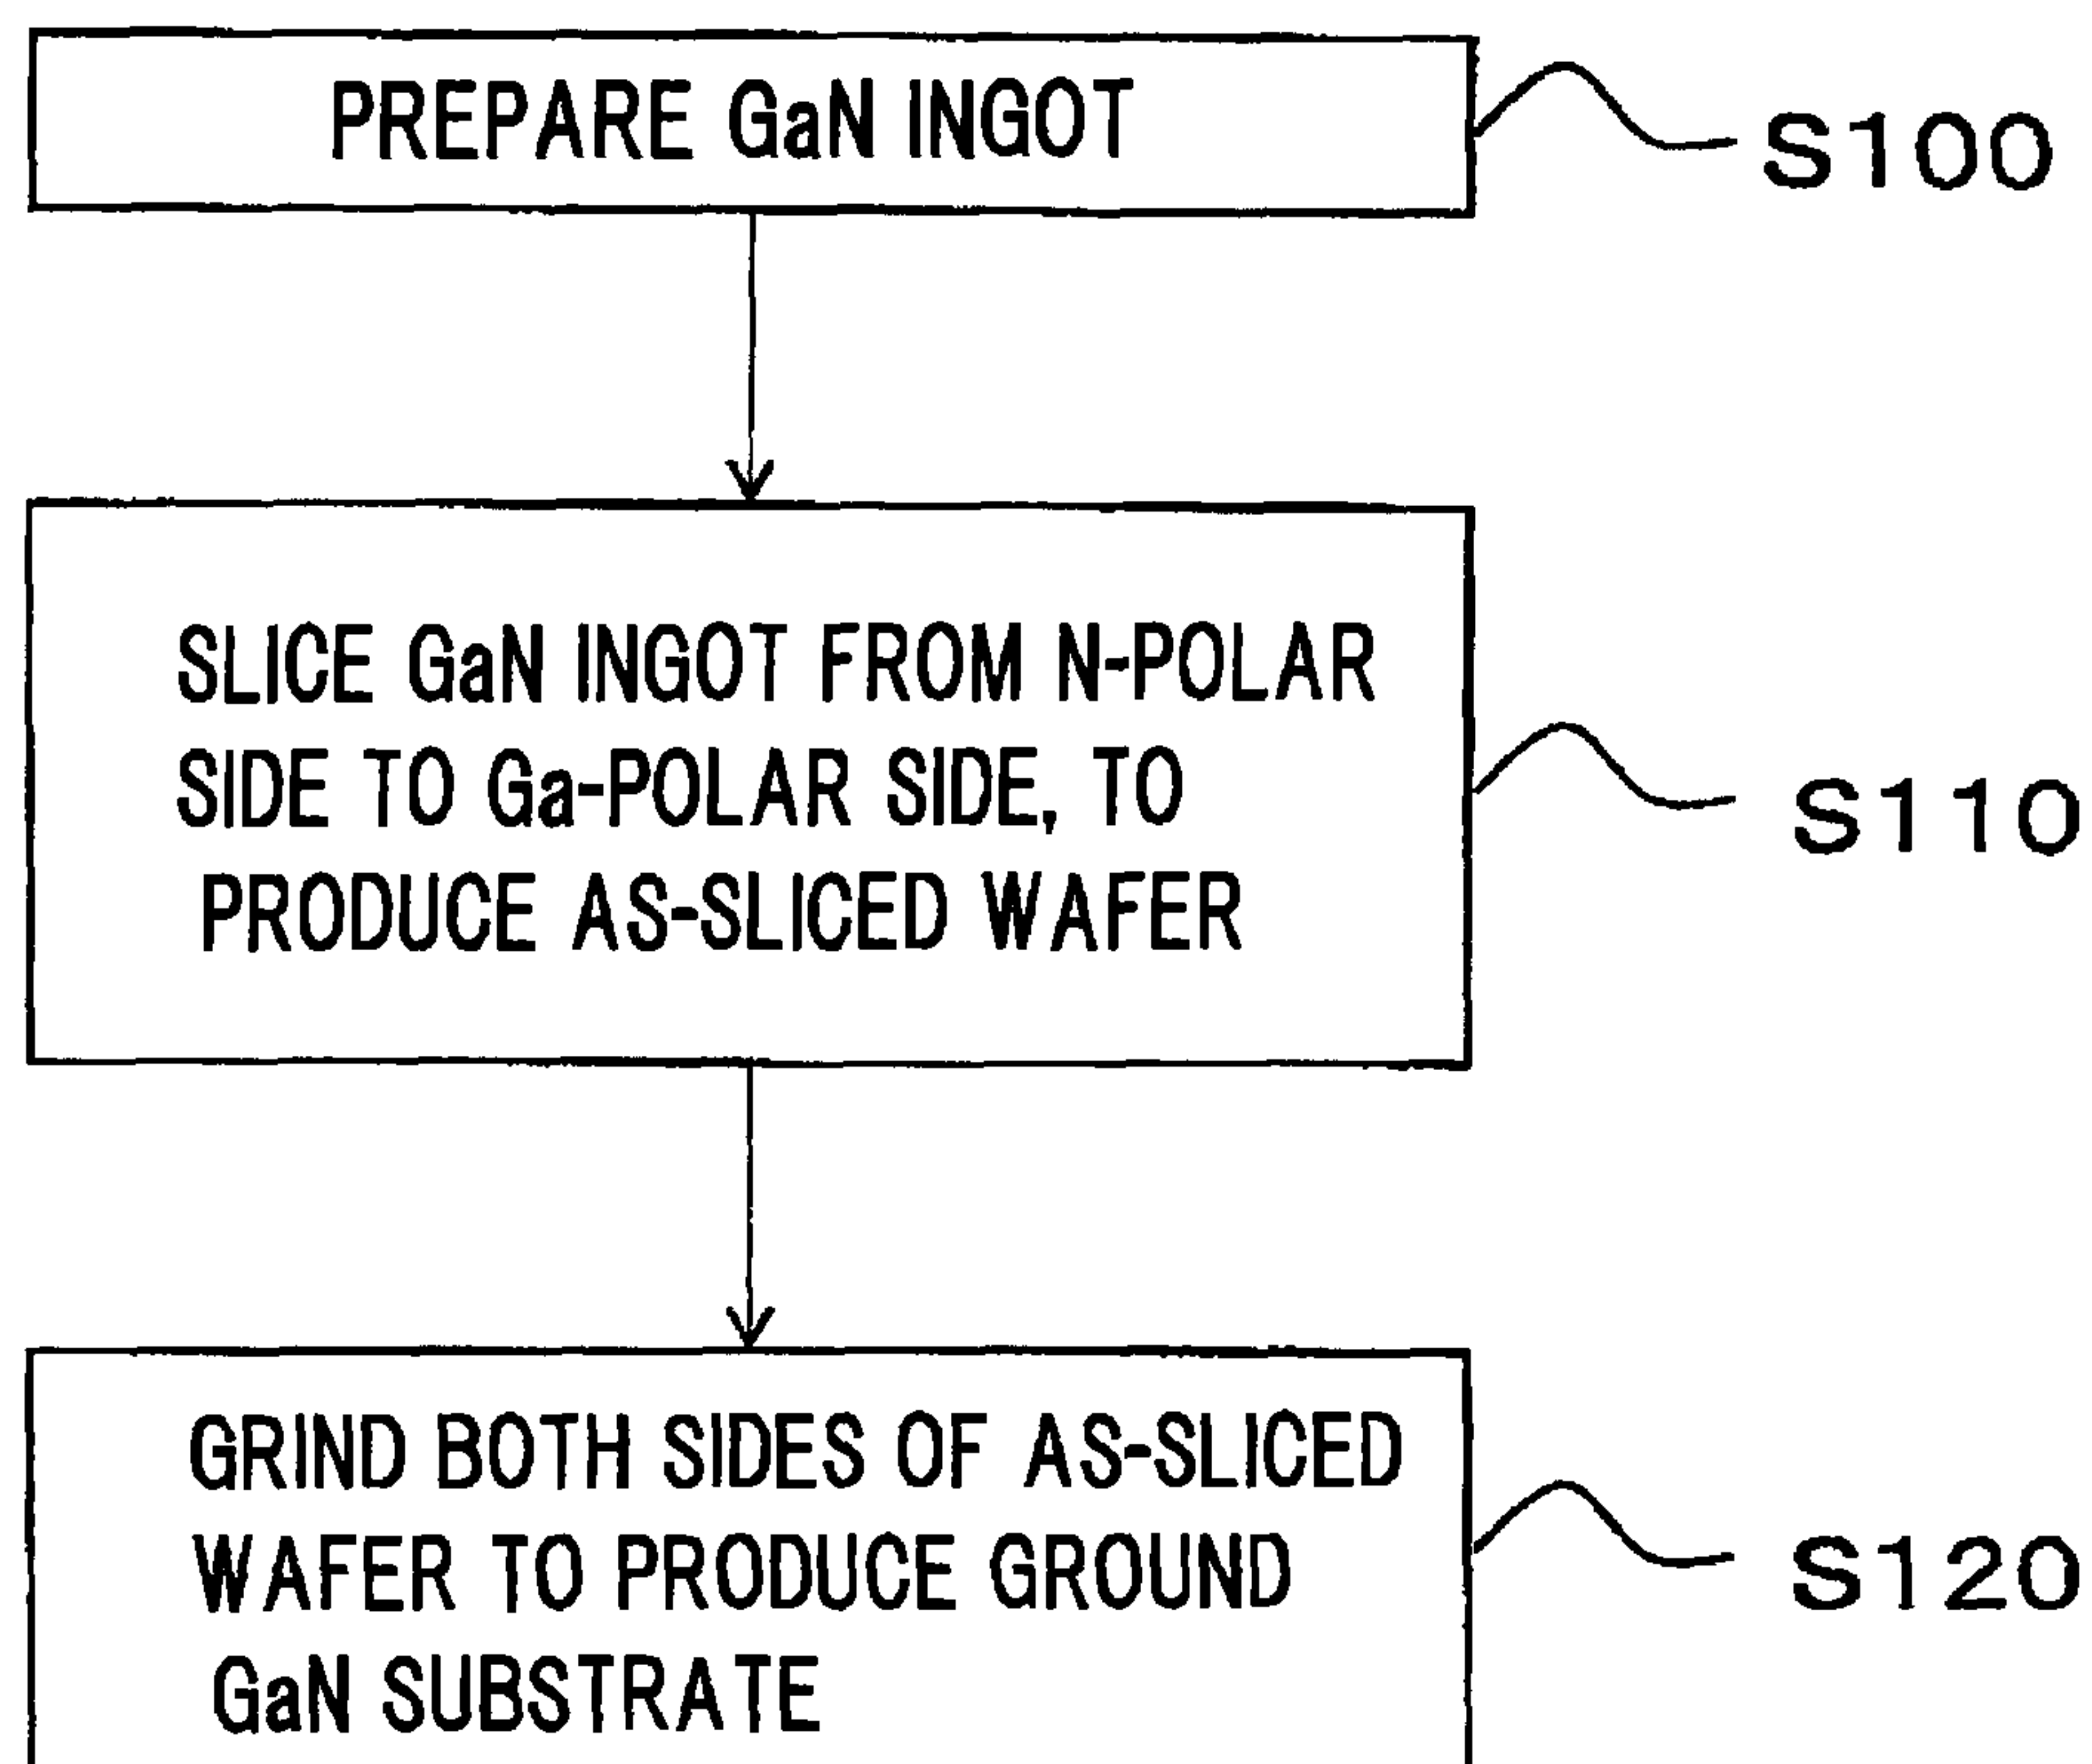 PREPARE GaN INGOT
S100
SLICE GaN INGOT FROM N-POLAR
SIDE TO Ga-POLAR SIDE, TO
PRODUCE AS-SLICED WAFER
S110
GRIND BOTH SIDES OF AS-SLICED
WAFER TO PRODUCE GROUND
GaN SUBSTRATE
S120